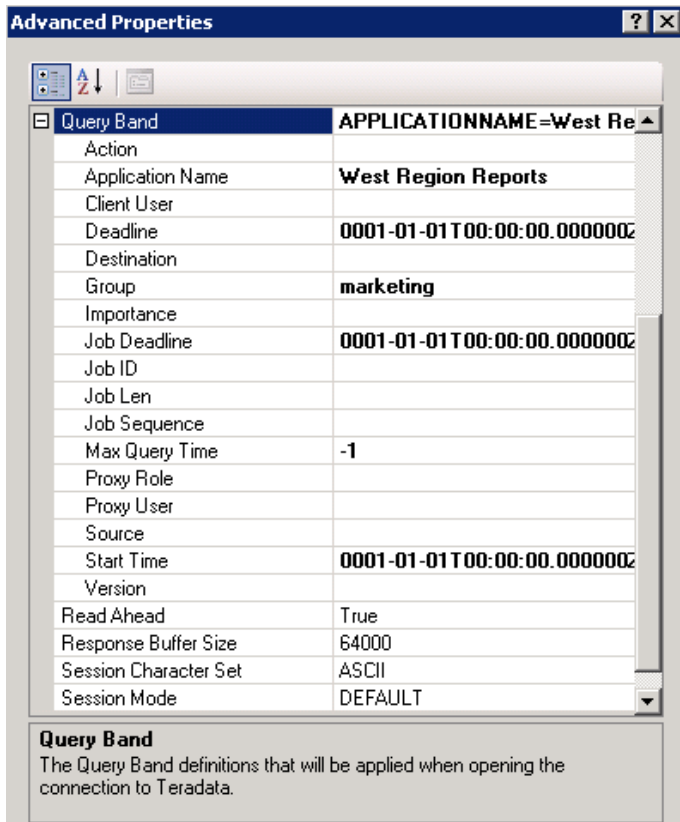 Advanced Properties
Query Band APPLICATIONNAME=West Re
Action
Application Name West Region Reports
Client User
Deadline 0001-01-01T00:00:00.000000Z
Destination
Group marketing
Importance
Job Deadline 0001-01-01T00:00:00.000000Z
Job ID
Job Len
Job Sequence
Max Query Time -1
Proxy Role
Proxy User
Source
Start Time 0001-01-01T00:00:00.000000Z
Version
Read Ahead True
Response Buffer Size 64000
Session Character Set ASCII
Session Mode DEFAULT
Query Band
The Query Band definitions that will be applied when opening the
connection to Teradata.